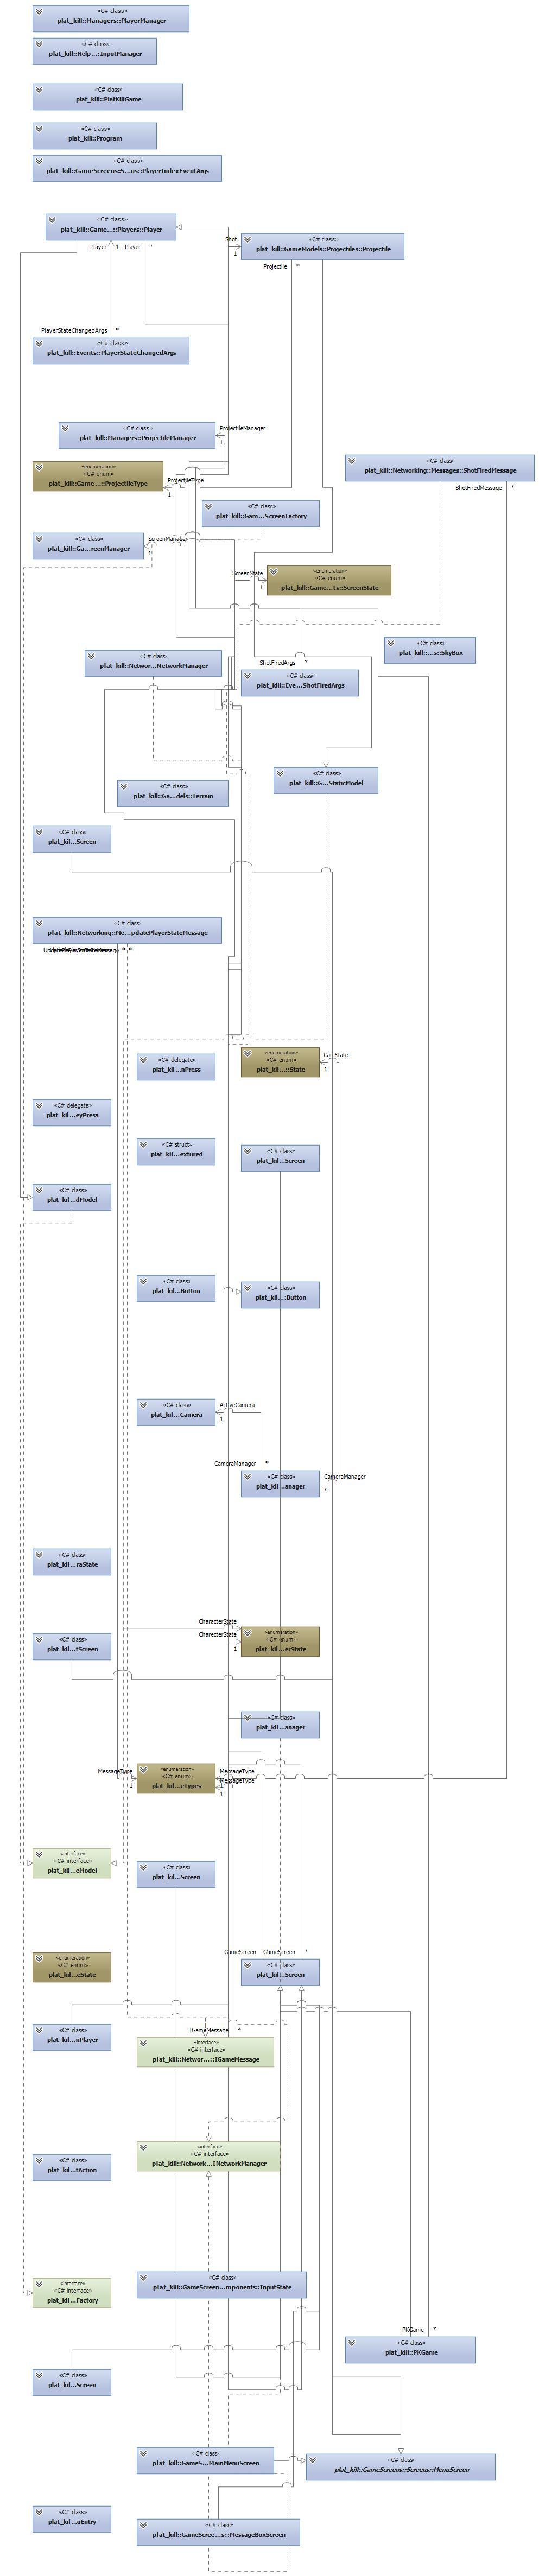 «C# class»
plat_kill::Managers::PlayerManager
«C# class»
plat_kill::Help...:InputManager
«C# class»
plat_kill::PlatKillGame
«C# class»
plat_kill::Program
«C# class»
plat_kill::GameScreens::S...ns::PlayerIndexEventArgs
«C# class»
plat_kill::Game...:Players::Player
Player 1 Player *
«C# class»
plat_kill::GameModels::Projectiles::Projectile
Shot
1
Projectile *
PlayerStateChangedArgs *
«C# class»
plat_kill::Events::PlayerStateChangedArgs
«C# class»
plat_kill::Managers::ProjectileManager
ProjectileManager
1
«enumeration»
«C# enum»
plat_kill::Game...::ProjectileType
ProjectileType
1
«C# class»
plat_kill::Networking::Messages::ShotFiredMessage
ShotFiredMessage *
«C# class»
plat_kill::Gam...ScreenFactory
«C# class»
plat_kill::Ga...reenManager
ScreenManager
1
ScreenState
1
«enumeration»
«C# enum»
plat_kill::Game...ts::ScreenState
«C# class»
plat_kill::...s::SkyBox
«C# class»
plat_kill::Networ...NetworkManager
ShotFiredArgs *
«C# class»
plat_kill::Eve...ShotFiredArgs
«C# class»
plat_kill::G...StaticModel
«C# class»
plat_kill::Ga...dels::Terrain
«C# class»
plat_kil...Screen
«C# class»
plat_kill::Networking::Me...pdatePlayerStateMessage
* *
«C# delegate»
plat_kil...nPress
«enumeration»
«C# enum»
plat_kil...::State
CamState
1
«C# delegate»
plat_kil...eyPress
«C# struct»
plat_kil...extured
«C# class»
plat_kil...Screen
«C# class»
plat_kil...dModel
«C# class»
plat_kil...Button
«C# class»
plat_kil...:Button
«C# class»
plat_kil...Camera
ActiveCamera
1
CameraManager *
«C# class»
plat_kil...anager
CameraManager
*
«C# class»
plat_kil...raState
CharacterState
CharecterState
1
«enumeration»
«C# enum»
plat_kil...erState
«C# class»
plat_kil...tScreen
«C# class»
plat_kil...anager
MessageType
1
«enumeration»
«C# enum»
plat_kil...eTypes
MessageType
1
MessageType
1
«interface»
«C# interface»
plat_kil...eModel
«C# class»
plat_kil...Screen
«enumeration»
«C# enum»
plat_kil...eState
GameScreen GameScreen *
«C# class»
plat_kil...Screen
«C# class»
plat_kil...nPlayer
IGameMessage *
«interface»
«C# interface»
plat_kill::Networ...::IGameMessage
«C# class»
plat_kil...tAction
«interface»
«C# interface»
plat_kill::Network...INetworkManager
«interface»
«C# interface»
plat_kil...Factory
«C# class»
plat_kill::GameScreen...mponents::InputState
PKGame *
«C# class»
plat_kill::PKGame
«C# class»
plat_kil...Screen
«C# class»
plat_kill::GameS...MainMenuScreen
«C# class»
plat_kill::GameScreens::Screens::MenuScreen
«C# class»
plat_kil...uEntry
«C# class»
plat_kill::GameScree...s::MessageBoxScreen